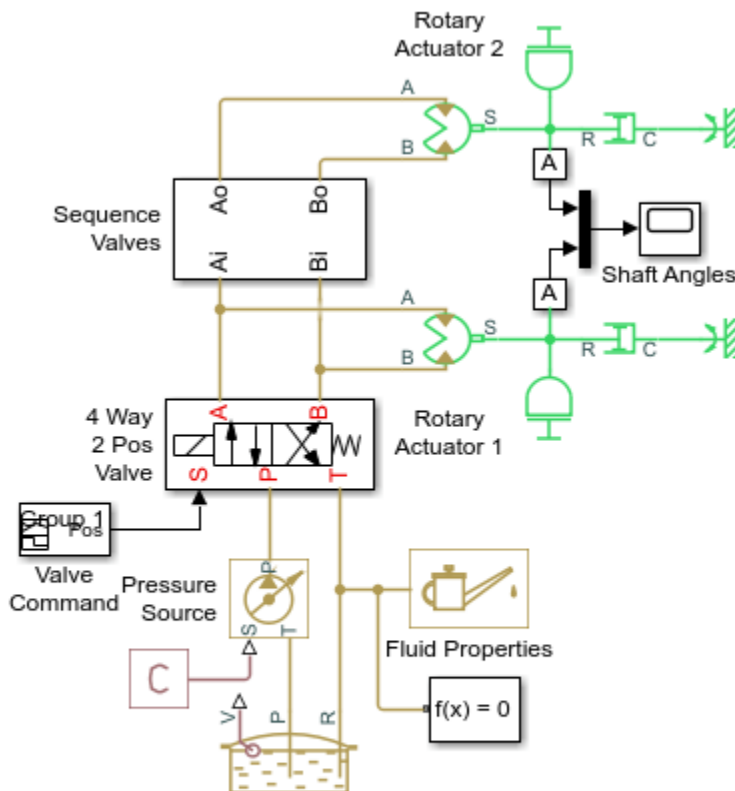 Rotary
Actuator 2
A
S
B
R
C
A
Ao
Bo
Sequence
Valves
Ai
Bi
Shaft Angles
A
A
S
B
R
C
4 Way
2 Pos
Valve
A
B
S
P
T
Rotary
Actuator 1
Group 1
Pos
Valve
Command
Pressure
Source
P
S
T
Fluid Properties
C
f(x) = 0
V
P
R